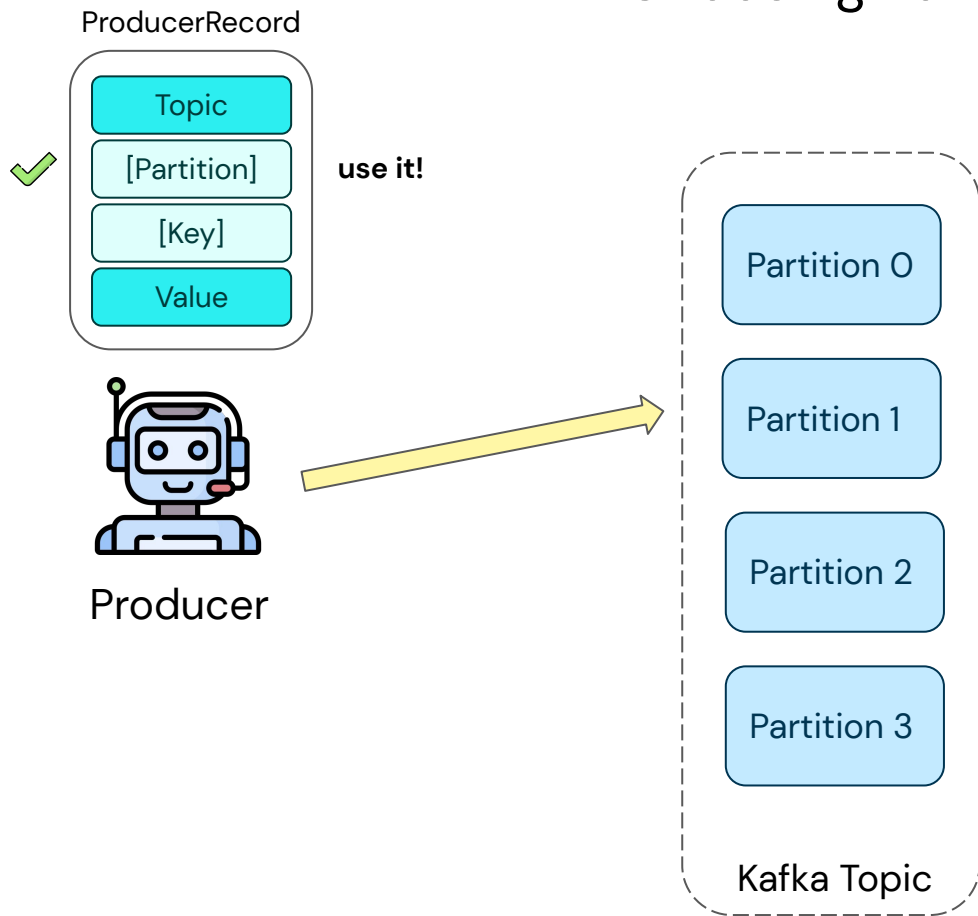 ProducerRecord
Topic
[Partition]
use it!
[Key]
Value
Producer
Partition 0
Partition 1
Partition 2
Partition 3
Kafka Topic